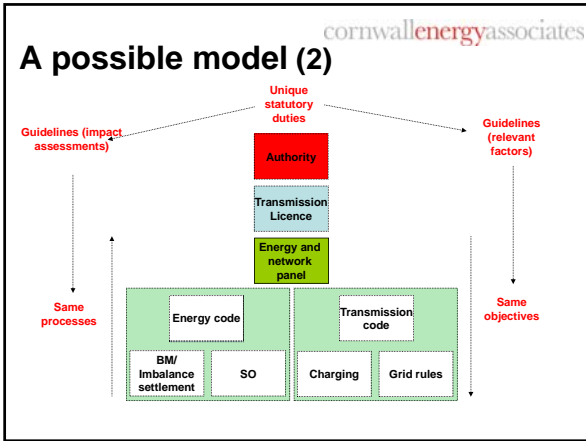 cornwallenergyassociates
A possible model (2)
Unique
statutory
duties
Guidelines (impact
assessments)
Guidelines
(relevant
factors)
Authority
Transmission
Licence
Energy and
network
panel
Same
processes
Same
objectives
Energy code
Transmission
code
BM/
Imbalance
settlement
SO
Charging
Grid rules